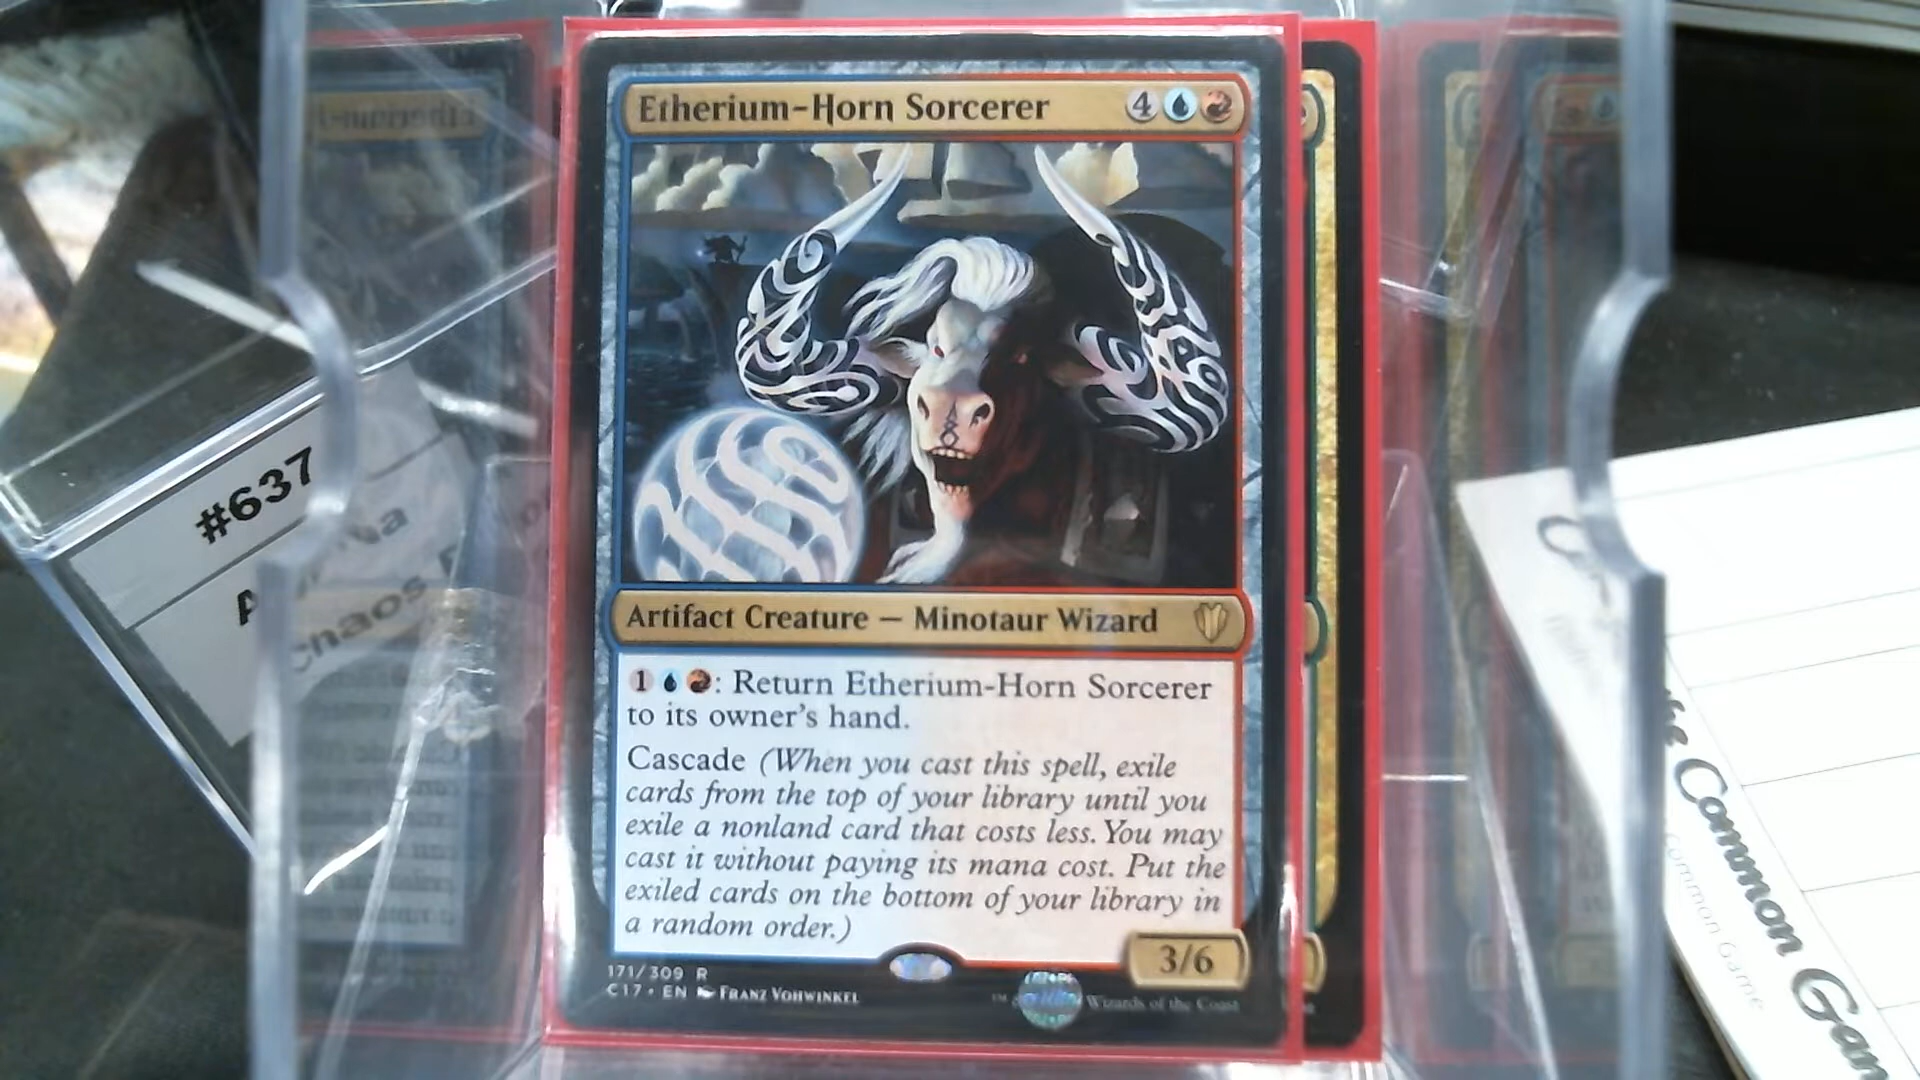 Etherium-Horn Sorcerer 4
Artifact Creature — Minotaur Wizard
1 : Return Etherium-Horn Sorcerer
to its owner's hand.
Cascade (When you cast this spell, exile
cards from the top of your library until you
exile a nonland card that costs less. You may
cast it without paying its mana cost. Put the
exiled cards on the bottom of your library in
a random order.)
3/6
171/309 R
C17 • EN Franz Vohwinkel
Wizards of the Coast
#637
Chaos
Common
Common Game